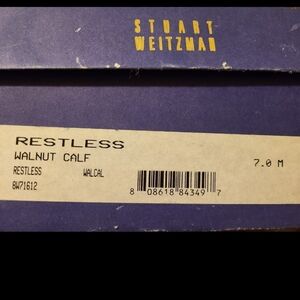 STUART
WEITZMAN
RESTLESS
WALNUT CALF
7.0 M
RESTLESS WALCAL
BW71612
8 08618 84349 7